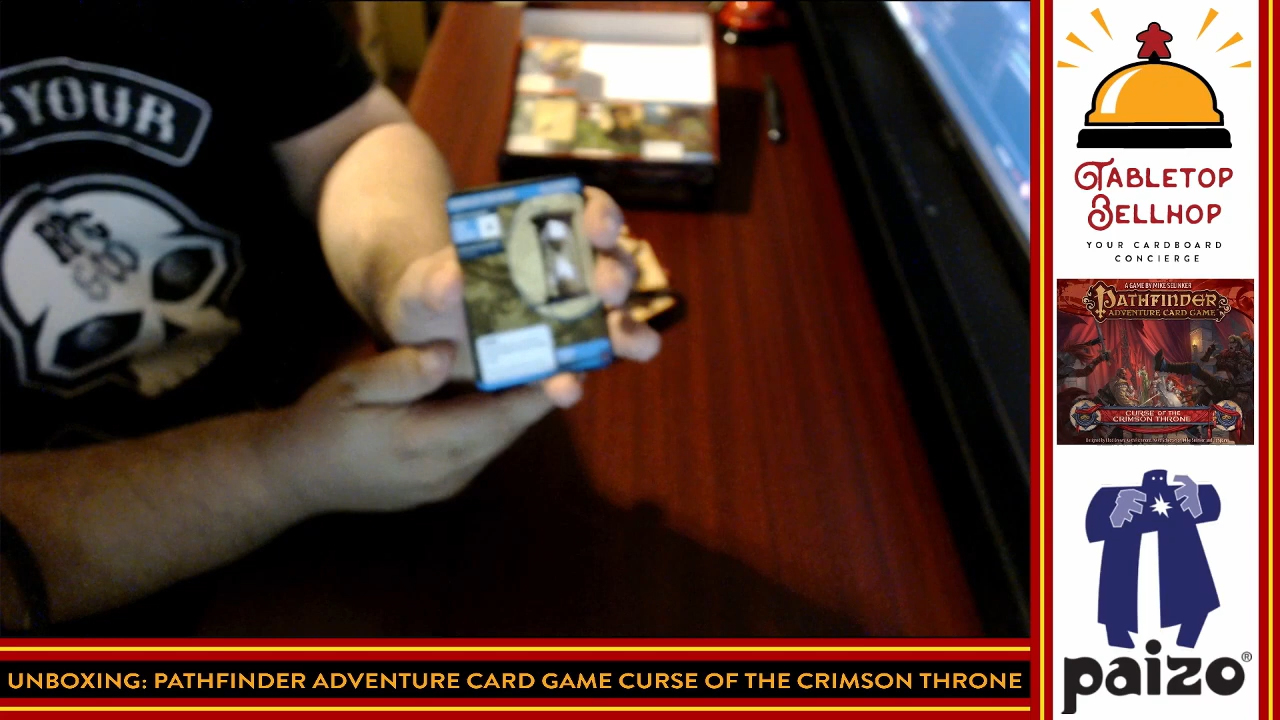 S YOUR
TABLETOP
BELLHOP
YOUR CARDBOARD
CONCIERGE
A GAME BY MIKE SELINKER
PATHFINDER
ADVENTURE CARD GAME
CURSE OF THE
CRIMSON THRONE
paizo®
UNBOXING: PATHFINDER ADVENTURE CARD GAME CURSE OF THE CRIMSON THRONE